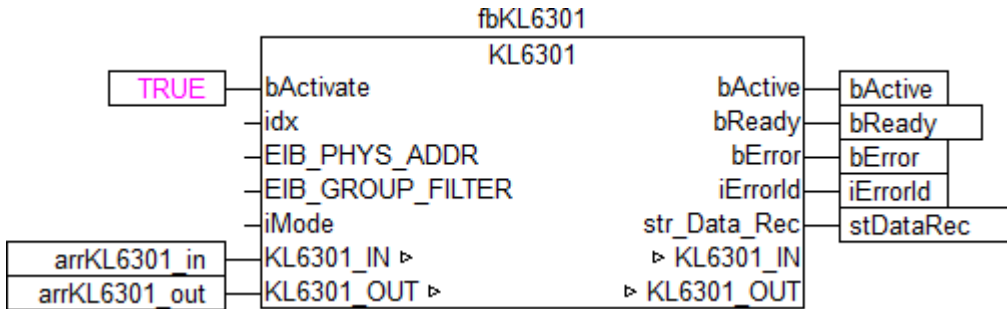 fbKL6301
KL6301
TRUE bActivate bActive bActive
idx bReady bReady
EIB_PHYS_ADDR bError bError
EIB_GROUP_FILTER iErrorId iErrorId
iMode str_Data_Rec stDataRec
arrKL6301_in KL6301_IN ▹ ▹ KL6301_IN
arrKL6301_out KL6301_OUT ▹ ▹ KL6301_OUT